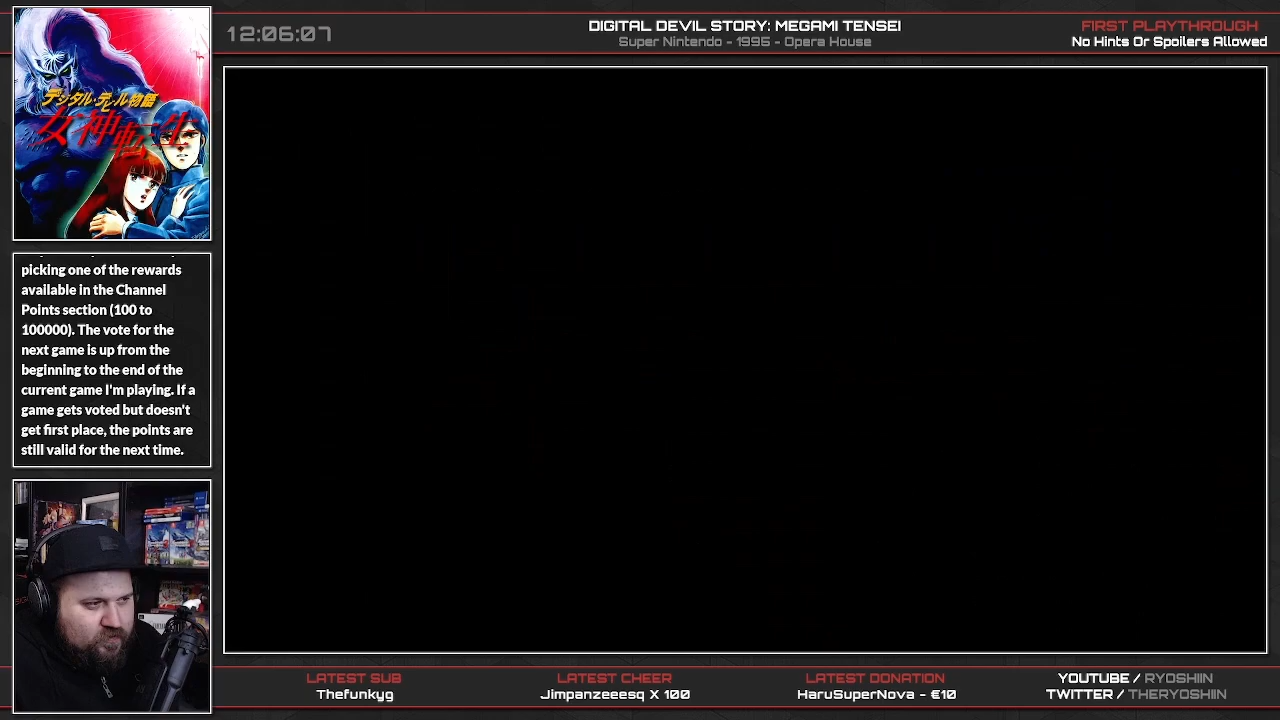 12:06:07
DIGITAL DEVIL STORY: MEGAMI TENSEI
Super Nintendo - 1995 - Opera House
FIRST PLAYTHROUGH
No Hints Or Spoilers Allowed
デジタル・デビル物語
女神転生
picking one of the rewards
available in the Channel
Points section (100 to
100000). The vote for the
next game is up from the
beginning to the end of the
current game I'm playing. If a
game gets voted but doesn't
get first place, the points are
still valid for the next time.
LATEST SUB
Thefunkyg
LATEST CHEER
Jimpanzeeesq X 100
LATEST DONATION
HaruSuperNova - €10
YOUTUBE / RYOSHIIN
TWITTER / THERYOSHIIN